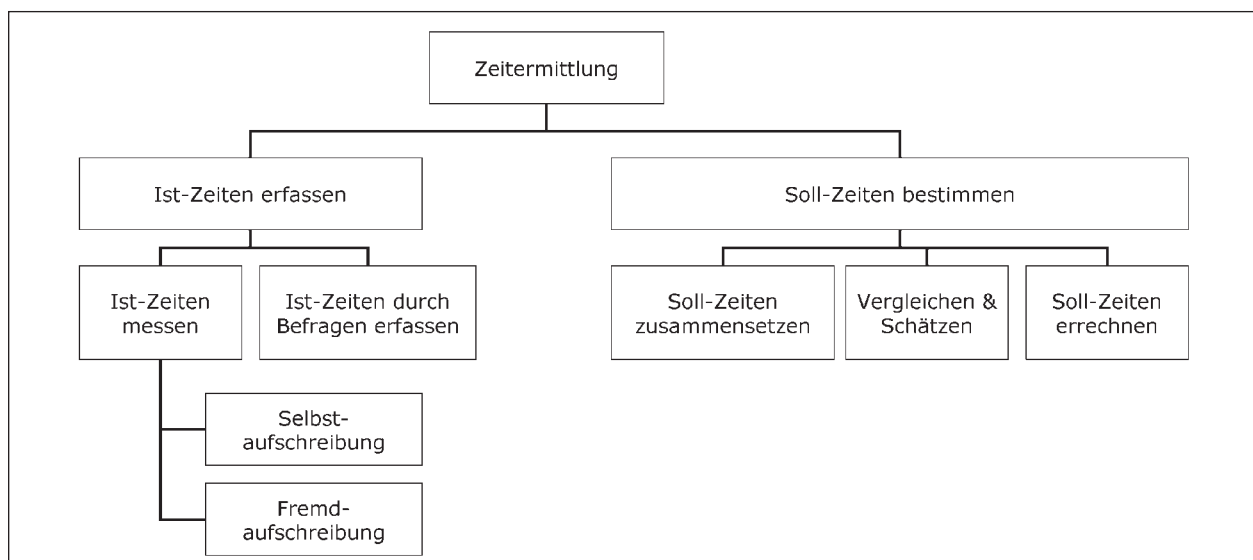 Zeitermittlung
Ist-Zeiten erfassen
Soll-Zeiten bestimmen
Ist-Zeiten
messen
Ist-Zeiten durch
Befragen erfassen
Soll-Zeiten
zusammensetzen
Vergleichen &
Schätzen
Soll-Zeiten
errechnen
Selbst-
aufschreibung
Fremd-
aufschreibung